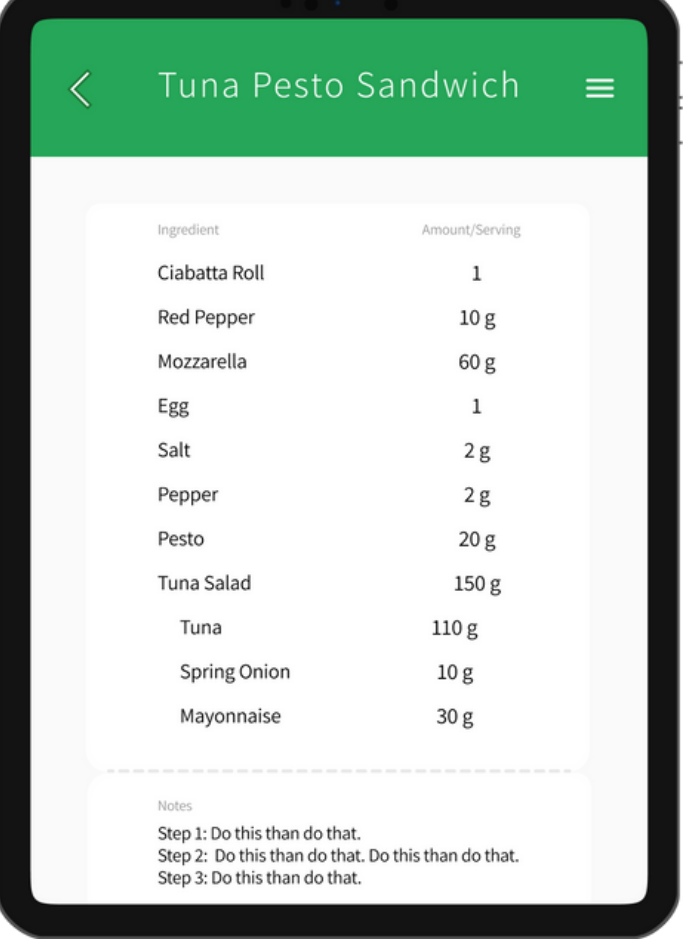 Tuna Pesto Sandwich
Ingredient Amount/Serving
Ciabatta Roll 1
Red Pepper 10 g
Mozzarella 60 g
Egg 1
Salt 2 g
Pepper 2 g
Pesto 20 g
Tuna Salad 150 g
Tuna 110 g
Spring Onion 10 g
Mayonnaise 30 g
Notes
Step 1: Do this than do that.
Step 2: Do this than do that. Do this than do that.
Step 3: Do this than do that.